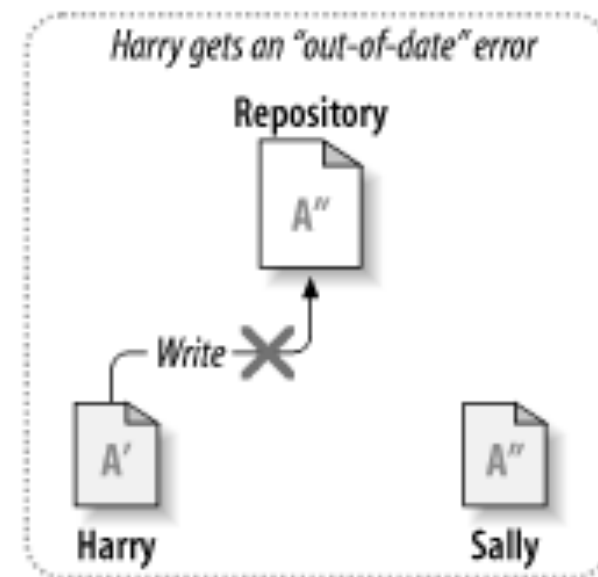 Harry gets an "out-of-date" error
Repository
A"
Write
A'
A"
Harry
Sally